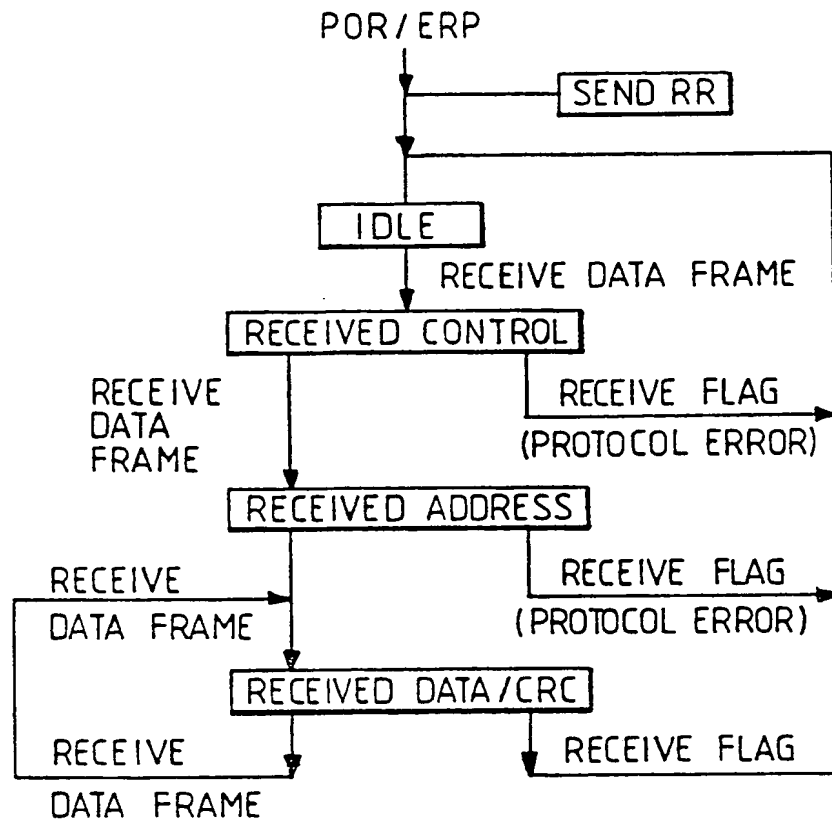 POR/ERP
SEND RR
IDLE
RECEIVE DATA FRAME
RECEIVED CONTROL
RECEIVE
DATA
FRAME
RECEIVE FLAG
(PROTOCOL ERROR)
RECEIVED ADDRESS
RECEIVE
DATA FRAME
RECEIVE FLAG
(PROTOCOL ERROR)
RECEIVED DATA/CRC
RECEIVE
DATA FRAME
RECEIVE FLAG